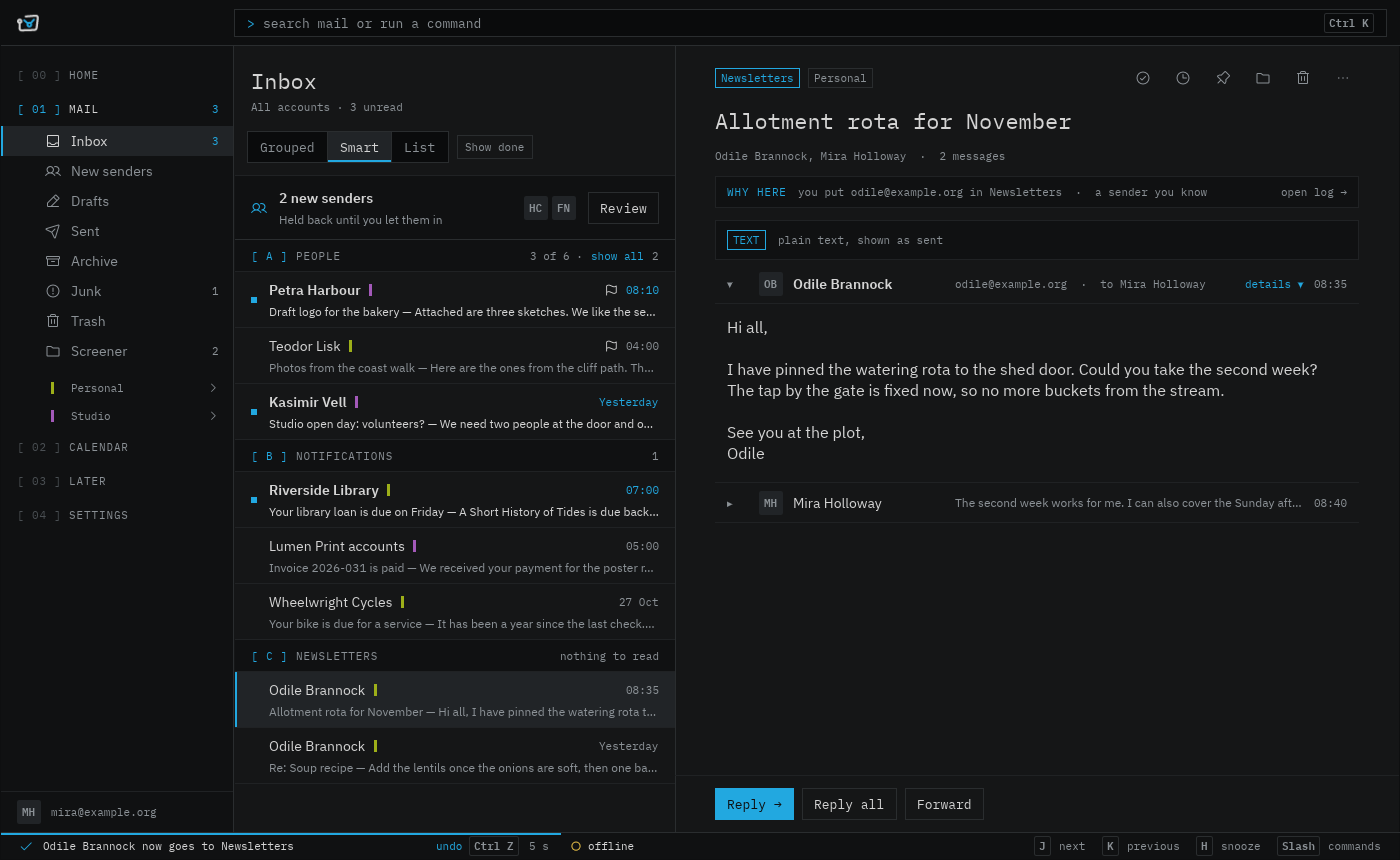 > search mail or run a command Ctrl K
[ 00 ] HOME
[ 01 ] MAIL 3
Inbox 3
New senders
Drafts
Sent
Archive
Junk 1
Trash
Screener 2
Personal
Studio
[ 02 ] CALENDAR
[ 03 ] LATER
[ 04 ] SETTINGS
MH mira@example.org
Inbox
All accounts · 3 unread
Grouped Smart List Show done
2 new senders
Held back until you let them in
HC FN Review
[ A ] PEOPLE 3 of 6 · show all 2
Petra Harbour 08:10
Draft logo for the bakery — Attached are three sketches. We like the se…
Teodor Lisk 04:00
Photos from the coast walk — Here are the ones from the cliff path. Th…
Kasimir Vell Yesterday
Studio open day: volunteers? — We need two people at the door and o…
[ B ] NOTIFICATIONS 1
Riverside Library 07:00
Your library loan is due on Friday — A Short History of Tides is due back…
Lumen Print accounts 05:00
Invoice 2026-031 is paid — We received your payment for the poster r…
Wheelwright Cycles 27 Oct
Your bike is due for a service — It has been a year since the last check.…
[ C ] NEWSLETTERS nothing to read
Odile Brannock 08:35
Allotment rota for November — Hi all, I have pinned the watering rota t…
Odile Brannock Yesterday
Re: Soup recipe — Add the lentils once the onions are soft, then one ba…
Newsletters Personal
Allotment rota for November
Odile Brannock, Mira Holloway · 2 messages
WHY HERE you put odile@example.org in Newsletters · a sender you know open log →
TEXT plain text, shown as sent
▾ OB Odile Brannock odile@example.org · to Mira Holloway details ▾ 08:35
Hi all,
I have pinned the watering rota to the shed door. Could you take the second week?
The tap by the gate is fixed now, so no more buckets from the stream.
See you at the plot,
Odile
▸ MH Mira Holloway The second week works for me. I can also cover the Sunday aft… 08:40
Reply → Reply all Forward
Odile Brannock now goes to Newsletters undo Ctrl Z 5 s offline J next K previous H snooze Slash commands